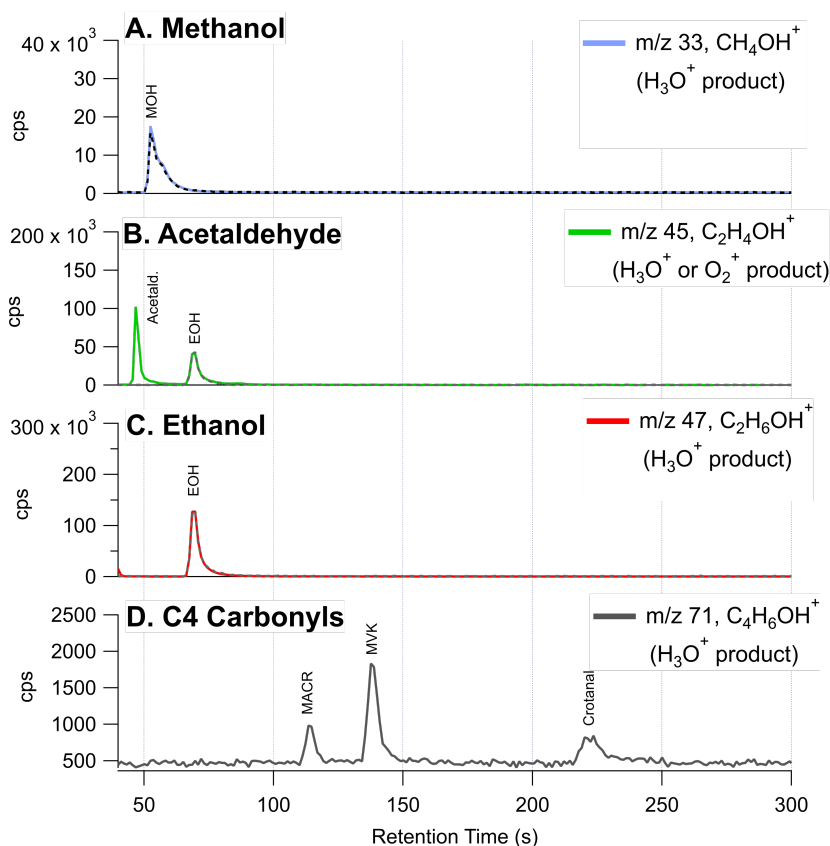 A. Methanol
40 x 10³
30
20
10
0
cps
MOH
m/z 33, CH₄OH⁺
(H₃O⁺ product)
B. Acetaldehyde
200 x 10³
150
100
50
0
cps
Acetald.
EOH
m/z 45, C₂H₄OH⁺
(H₃O⁺ or O₂⁺ product)
C. Ethanol
300 x 10³
200
100
0
cps
EOH
m/z 47, C₂H₆OH⁺
(H₃O⁺ product)
D. C4 Carbonyls
2500
2000
1500
1000
500
cps
MACR
MVK
Crotanal
m/z 71, C₄H₆OH⁺
(H₃O⁺ product)
50 100 150 200 250 300
Retention Time (s)